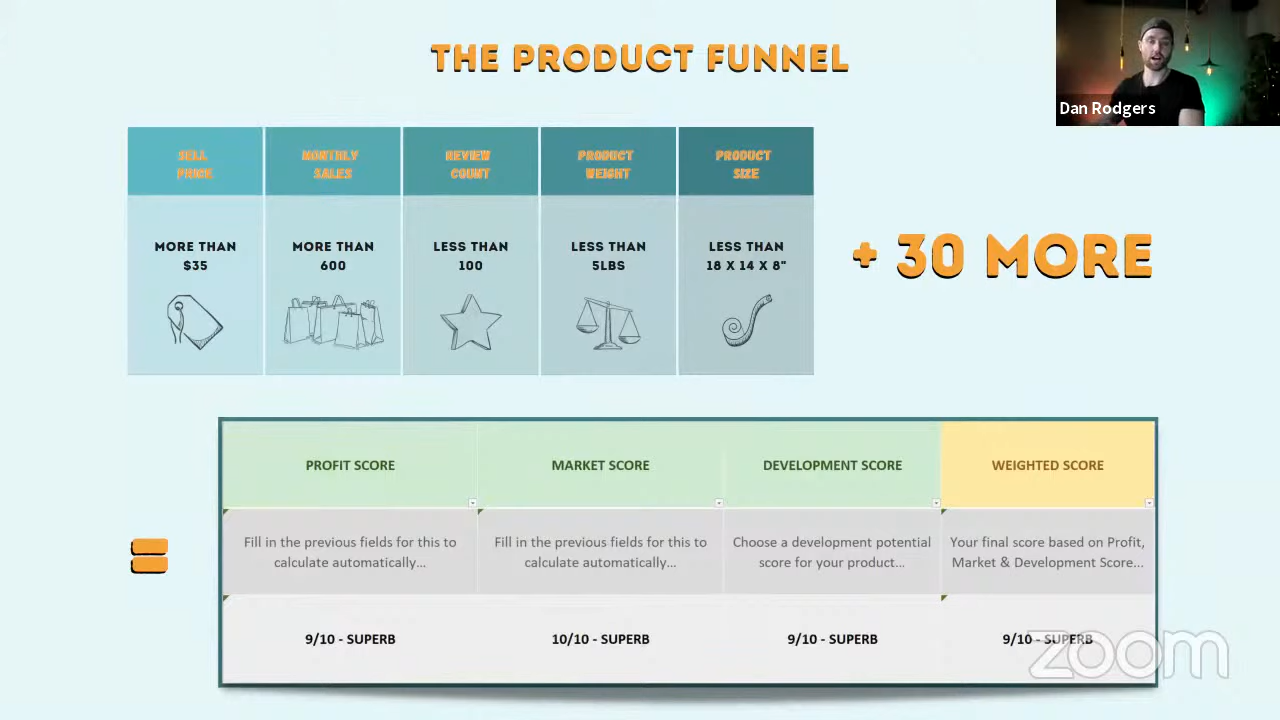 THE PRODUCT FUNNEL
Dan Rodgers
SELL
PRICE
MONTHLY
SALES
REVIEW
COUNT
PRODUCT
WEIGHT
PRODUCT
SIZE
MORE THAN
$35
MORE THAN
600
LESS THAN
100
LESS THAN
5LBS
LESS THAN
18 X 14 X 8"
+ 30 MORE
=
PROFIT SCORE
MARKET SCORE
DEVELOPMENT SCORE
WEIGHTED SCORE
Fill in the previous fields for this to
calculate automatically...
Fill in the previous fields for this to
calculate automatically...
Choose a development potential
score for your product...
Your final score based on Profit,
Market & Development Score...
9/10 - SUPERB
10/10 - SUPERB
9/10 - SUPERB
9/10 - SUPERB
zoom